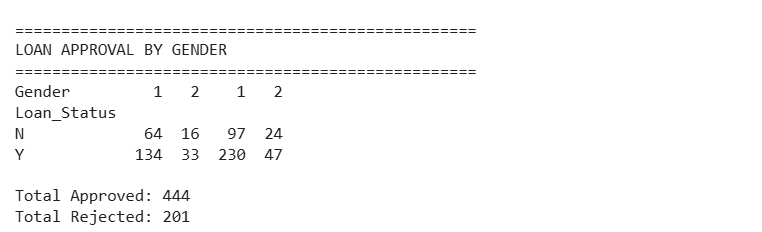 ==================================================
LOAN APPROVAL BY GENDER
==================================================
Gender 1 2 1 2
Loan_Status
N 64 16 97 24
Y 134 33 230 47
Total Approved: 444
Total Rejected: 201